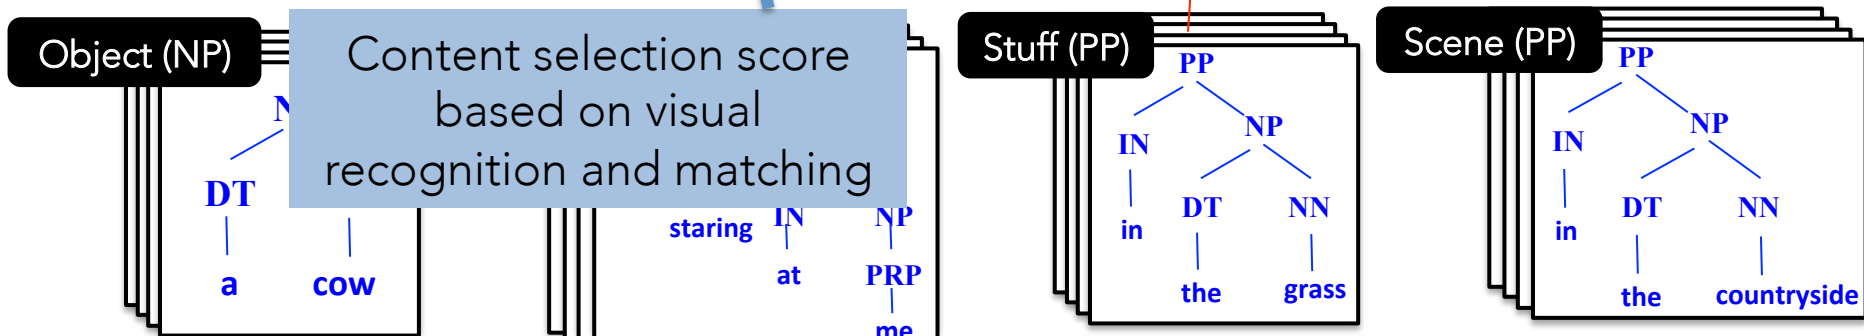 Object (NP)
N
DT
a
cow
Content selection score
based on visual
recognition and matching
staring
IN
NP
at
PRP
me
Stuff (PP)
PP
IN
NP
DT
NN
in
the
grass
Scene (PP)
PP
IN
NP
DT
NN
in
the
countryside